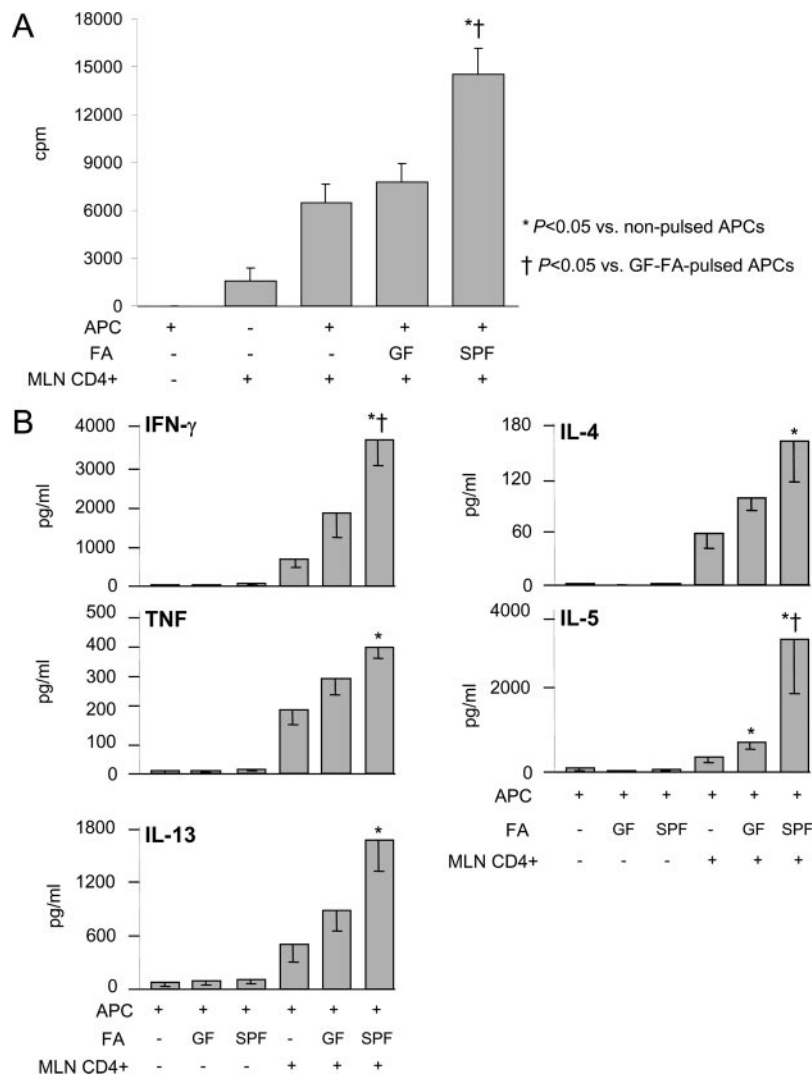 A
18000
15000
12000
9000
6000
3000
0
cpm
*†
* P<0.05 vs. non-pulsed APCs
† P<0.05 vs. GF-FA-pulsed APCs
APC + - + + +
FA - - - GF SPF
MLN CD4+ - + + + +
B
IFN-γ
4000
3000
2000
1000
0
pg/ml
*†
IL-4
180
120
60
0
pg/ml
*
TNF
500
400
300
200
100
0
pg/ml
*
IL-5
4000
2000
0
pg/ml
*
*†
APC + + + + + +
FA - GF SPF - GF SPF
MLN CD4+ - - - + + +
IL-13
1800
1200
600
0
pg/ml
*
APC + + + + + +
FA - GF SPF - GF SPF
MLN CD4+ - - - + + +